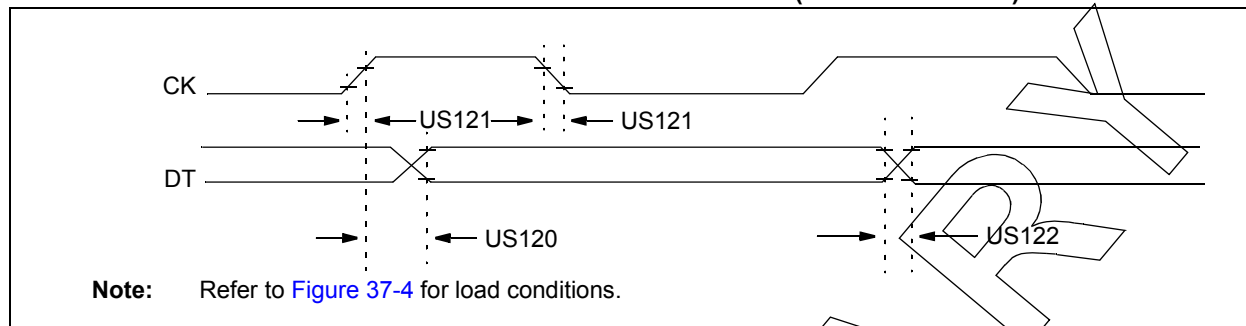 CK
US121 US121
DT
US120 US122
Note: Refer to Figure 37-4 for load conditions.